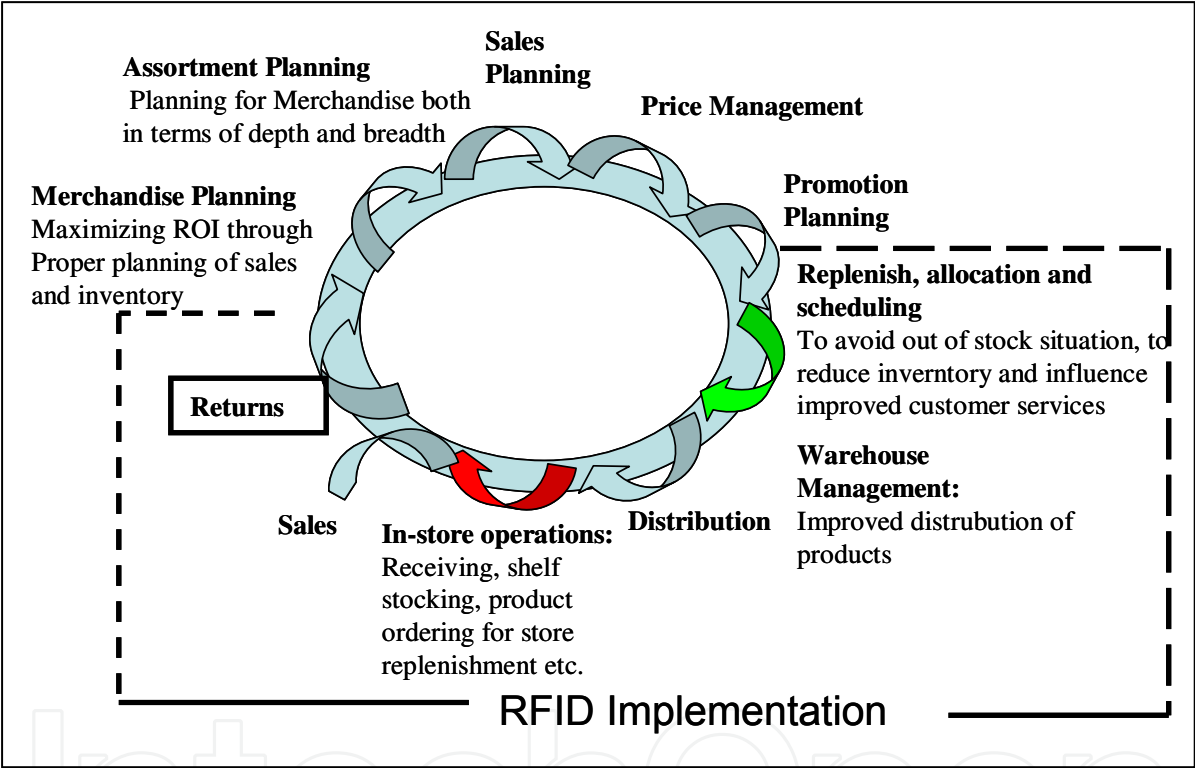 Sales
Planning
Assortment Planning
Planning for Merchandise both
in terms of depth and breadth
Price Management
Merchandise Planning
Maximizing ROI through
Proper planning of sales
and inventory
Promotion
Planning
Replenish, allocation and
scheduling
To avoid out of stock situation, to
reduce inverntory and influence
improved customer services
Returns
Warehouse
Management:
Improved distrubution of
products
Sales
In-store operations:
Receiving, shelf
stocking, product
ordering for store
replenishment etc.
Distribution
RFID Implementation
IntechOpen